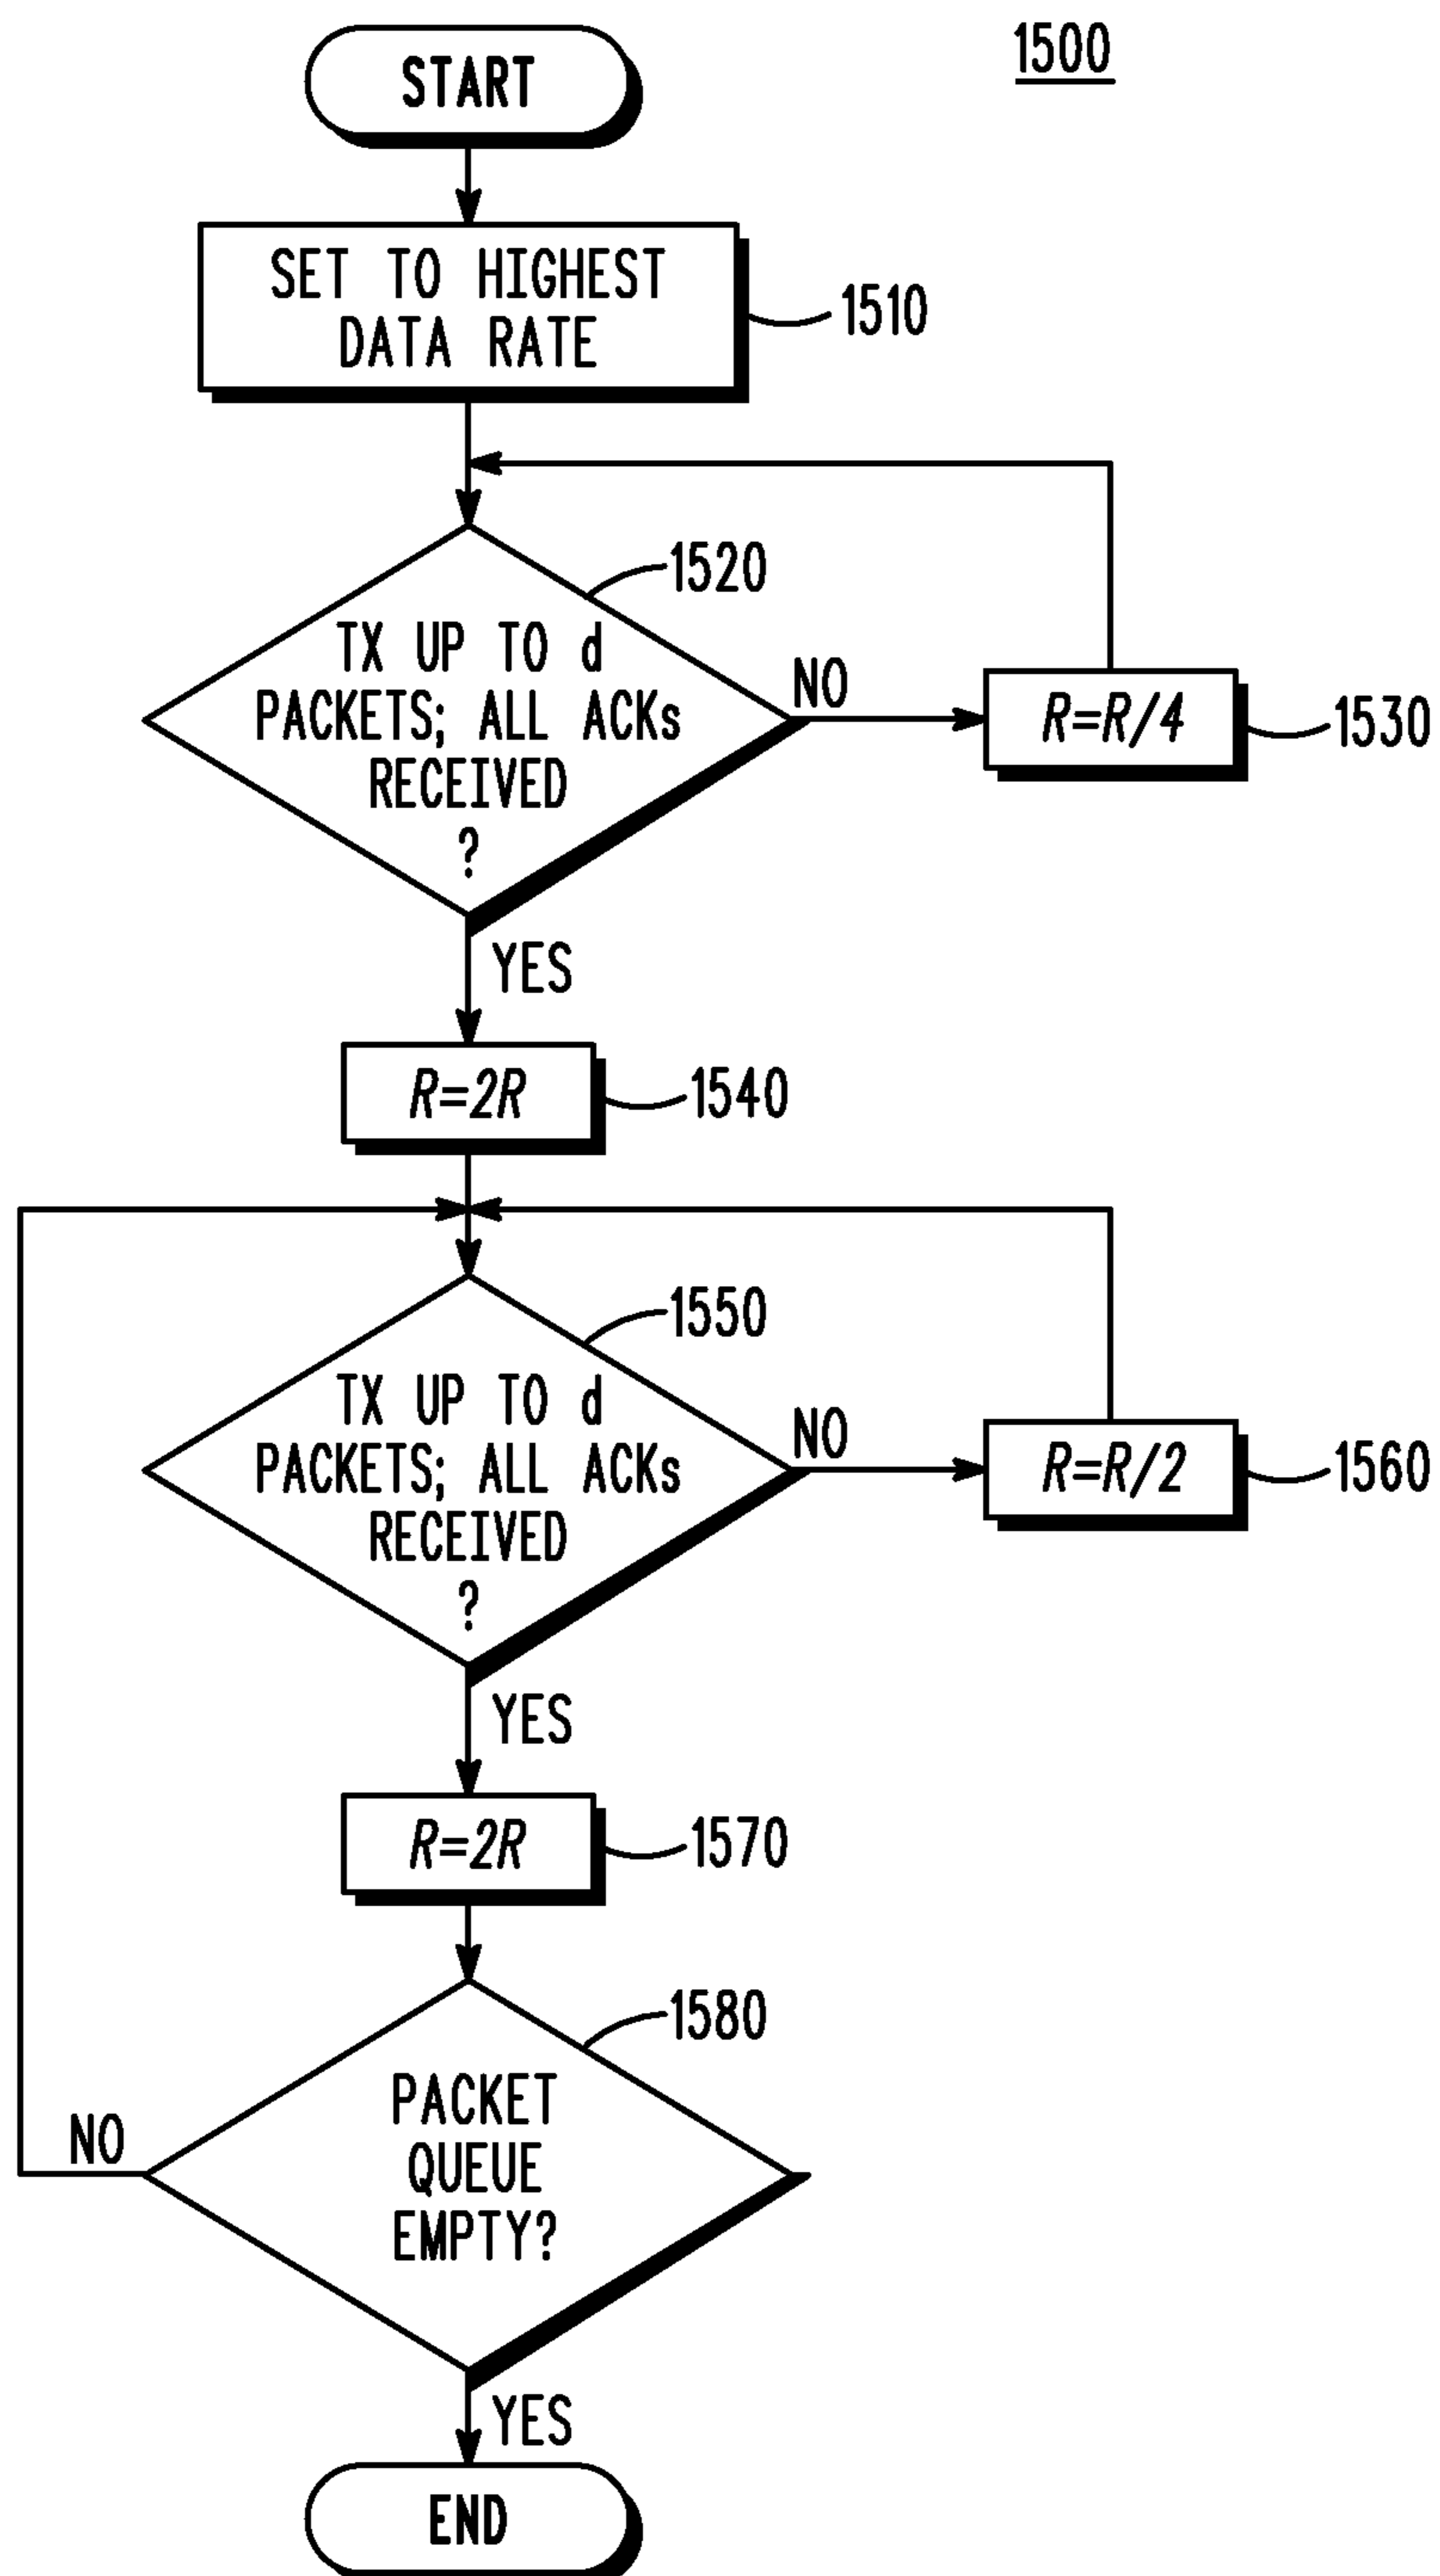 1500
START
SET TO HIGHEST
DATA RATE
1510
1520
TX UP TO d
PACKETS; ALL ACKs
RECEIVED
?
NO
R=R/4
1530
YES
R=2R
1540
1550
TX UP TO d
PACKETS; ALL ACKs
RECEIVED
?
NO
R=R/2
1560
YES
R=2R
1570
1580
PACKET
QUEUE
EMPTY?
NO
YES
END